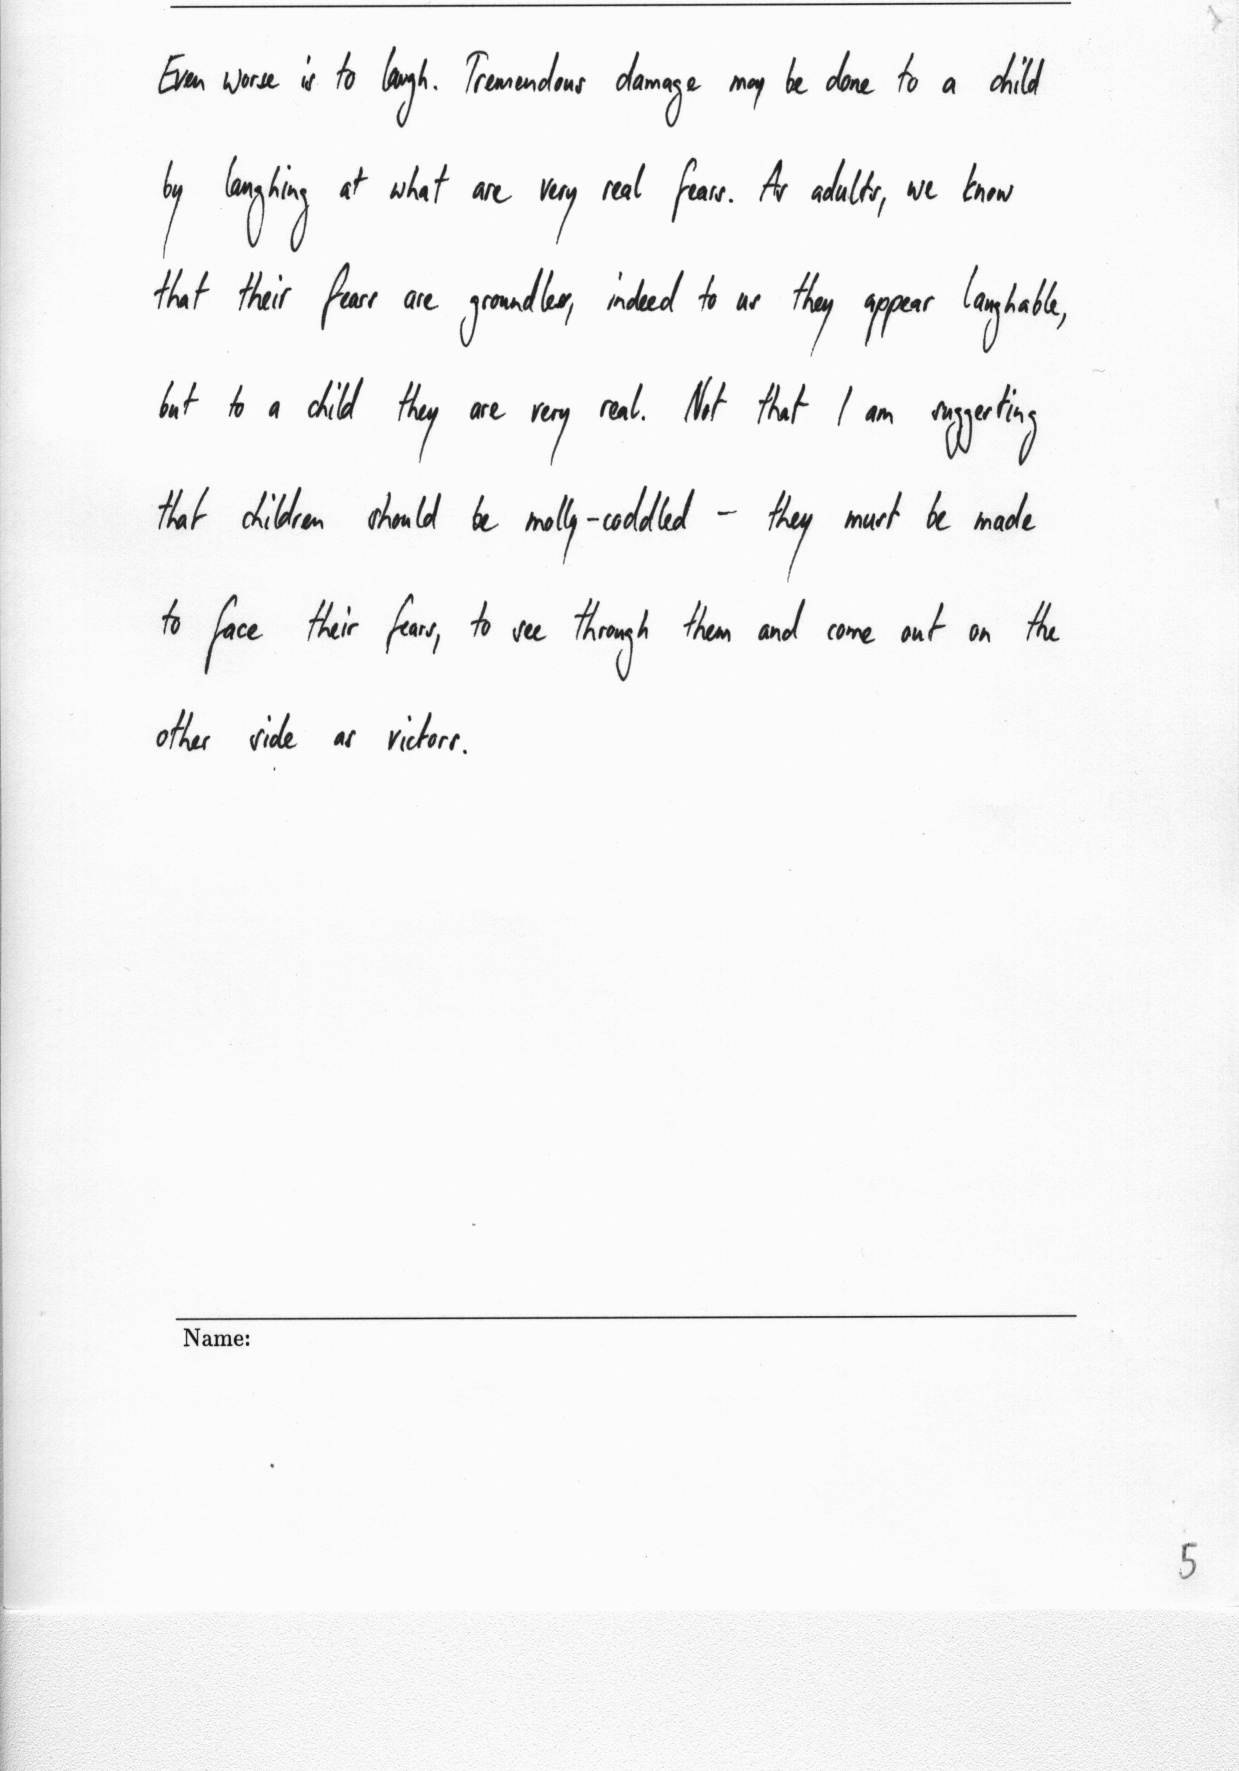 Even worse is to laugh. Tremendous damage may be done to a child
by laughing at what are very real fears. As adults, we know
that their fears are groundless, indeed to us they appear laughable,
but to a child they are very real. Not that I am suggesting
that children should be molly-coddled - they must be made
to face their fears, to see through them and come out on the
other side as victors.
Name:
5